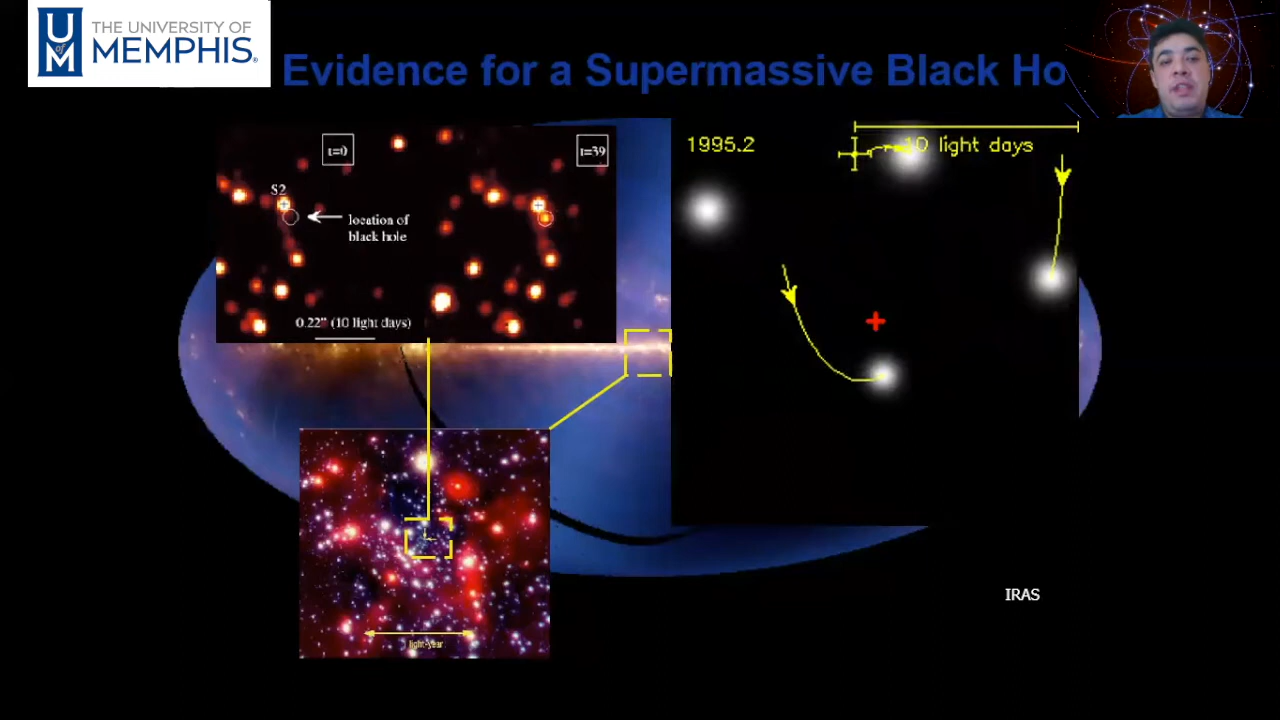 THE UNIVERSITY OF
MEMPHIS
U
of
M
Evidence for a Supermassive Black Ho
t=0
t=39
S2
location of
black hole
0.22" (10 light days)
1995.2
10 light days
light-year
IRAS